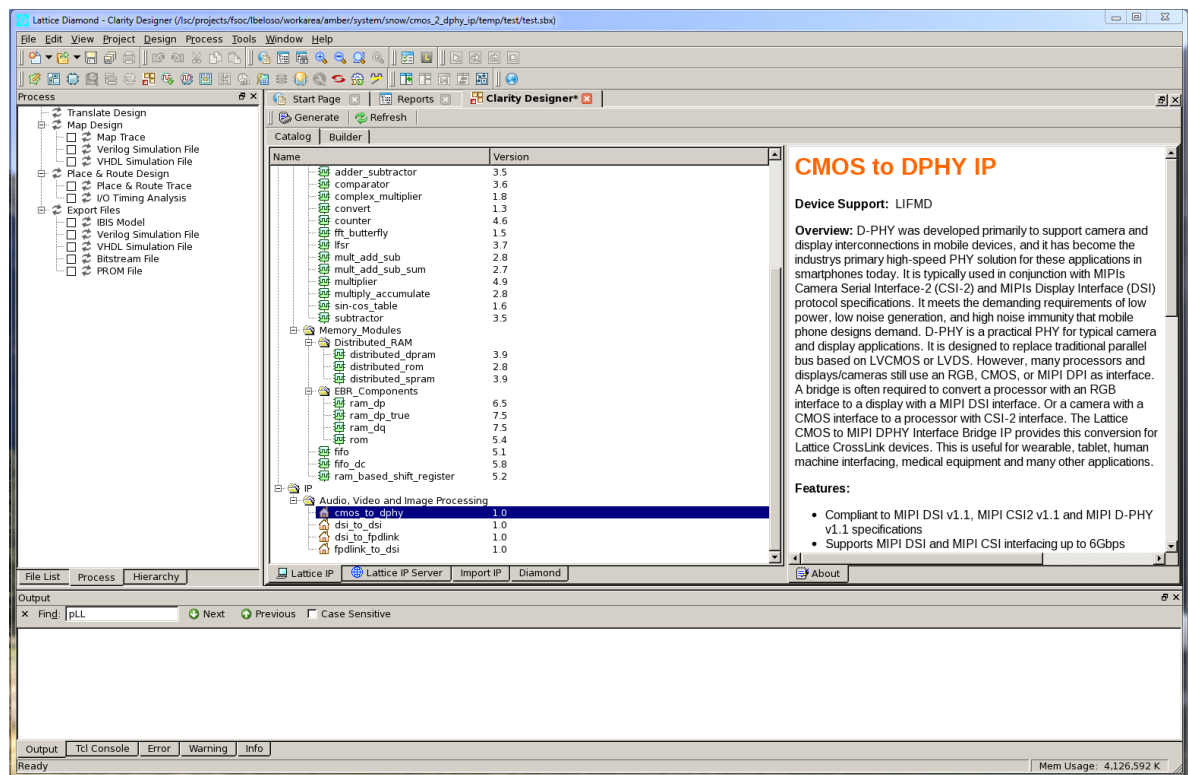 Lattice Diamond - Clarity Designer (/lsc/projects/fsoc/lbeloso/workarea/amber/system/snow/cmos_2_dphy_ip/temp/test/test.sbx)
File Edit View Project Design Process Tools Window Help
Process
Translate Design
Map Design
Map Trace
Verilog Simulation File
VHDL Simulation File
Place & Route Design
Place & Route Trace
I/O Timing Analysis
Export Files
IBIS Model
Verilog Simulation File
VHDL Simulation File
Bitstream File
PROM File
File List Process Hierarchy
Start Page Reports Clarity Designer*
Generate Refresh
Catalog Builder
Name Version
adder_subtractor 3.5
comparator 3.6
complex_multiplier 1.8
convert 1.3
counter 4.6
fft_butterfly 1.5
lfsr 3.7
mult_add_sub 2.8
mult_add_sub_sum 2.7
multiplier 4.9
multiply_accumulate 2.8
sin-cos_table 1.6
subtractor 3.5
Memory_Modules
Distributed_RAM
distributed_dpram 3.9
distributed_rom 2.8
distributed_spram 3.9
EBR_Components
ram_dp 6.5
ram_dp_true 7.5
ram_dq 7.5
rom 5.4
fifo 5.1
fifo_dc 5.8
ram_based_shift_register 5.2
IP
Audio, Video and Image Processing
cmos_to_dphy 1.0
dsi_to_dsi 1.0
dsi_to_fpdlink 1.0
fpdlink_to_dsi 1.0
Lattice IP Lattice IP Server Import IP Diamond
CMOS to DPHY IP
Device Support: LIFMD
Overview: D-PHY was developed primarily to support camera and
display interconnections in mobile devices, and it has become the
industrys primary high-speed PHY solution for these applications in
smartphones today. It is typically used in conjunction with MIPIs
Camera Serial Interface-2 (CSI-2) and MIPIs Display Interface (DSI)
protocol specifications. It meets the demanding requirements of low
power, low noise generation, and high noise immunity that mobile
phone designs demand. D-PHY is a practical PHY for typical camera
and display applications. It is designed to replace traditional parallel
bus based on LVCMOS or LVDS. However, many processors and
displays/cameras still use an RGB, CMOS, or MIPI DPI as interface.
A bridge is often required to convert a processor with an RGB
interface to a display with a MIPI DSI interface. Or a camera with a
CMOS interface to a processor with CSI-2 interface. The Lattice
CMOS to MIPI DPHY Interface Bridge IP provides this conversion for
Lattice CrossLink devices. This is useful for wearable, tablet, human
machine interfacing, medical equipment and many other applications.
Features:
• Compliant to MIPI DSI v1.1, MIPI CSI2 v1.1 and MIPI D-PHY
v1.1 specifications
• Supports MIPI DSI and MIPI CSI interfacing up to 6Gbps
About
Output
Find: pLL Next Previous Case Sensitive
Output Tcl Console Error Warning Info
Ready Mem Usage: 4,126,592 K